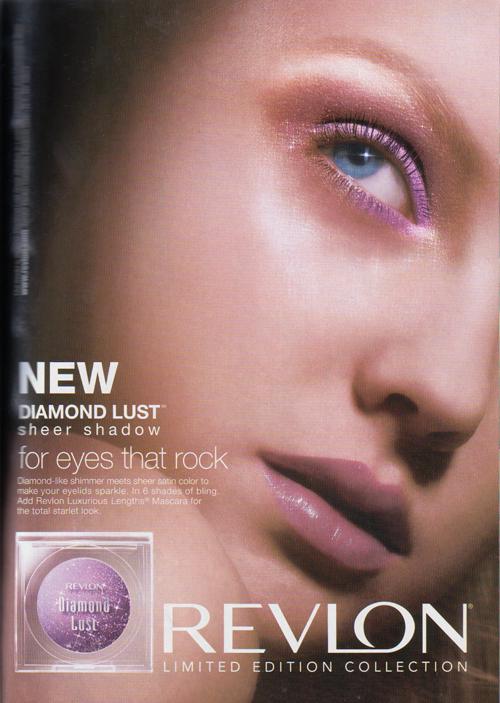 NEW
DIAMOND LUST™
sheer shadow
for eyes that rock
Diamond-like shimmer meets sheer satin color to
make your eyelids sparkle. In 6 shades of bling.
Add Revlon Luxurious Lengths® Mascara for
the total starlet look.
REVLON
Diamond
Lust
REVLON®
LIMITED EDITION COLLECTION